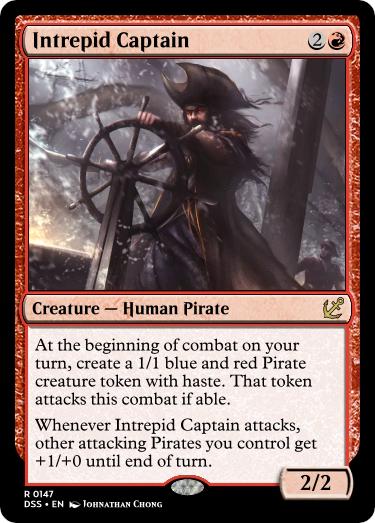 Intrepid Captain 2
Creature — Human Pirate
At the beginning of combat on your
turn, create a 1/1 blue and red Pirate
creature token with haste. That token
attacks this combat if able.
Whenever Intrepid Captain attacks,
other attacking Pirates you control get
+1/+0 until end of turn.
2/2
R 0147
DSS • EN Johnathan Chong